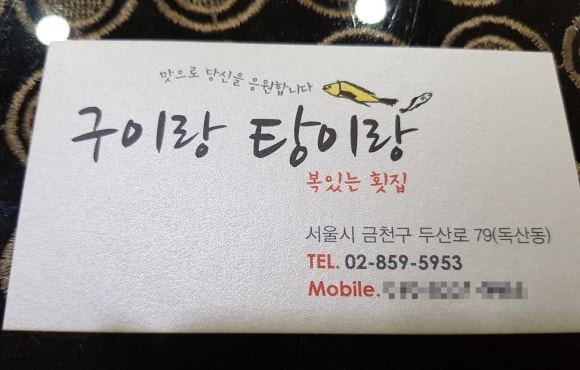 맛으로 당신을 응원합니다
구이랑 탕이랑
복있는 횟집
서울시 금천구 두산로 79(독산동)
TEL. 02-859-5953
Mobile.